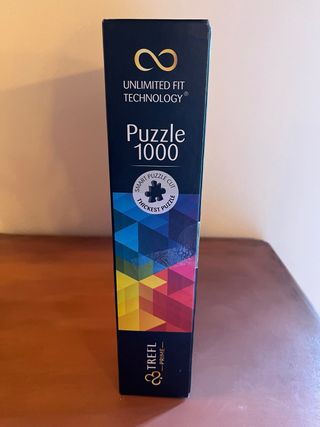 UNLIMITED FIT
TECHNOLOGY®
Puzzle
1000
SMART PUZZLE CUT
THICKEST PUZZLE
TREFL
PRIME